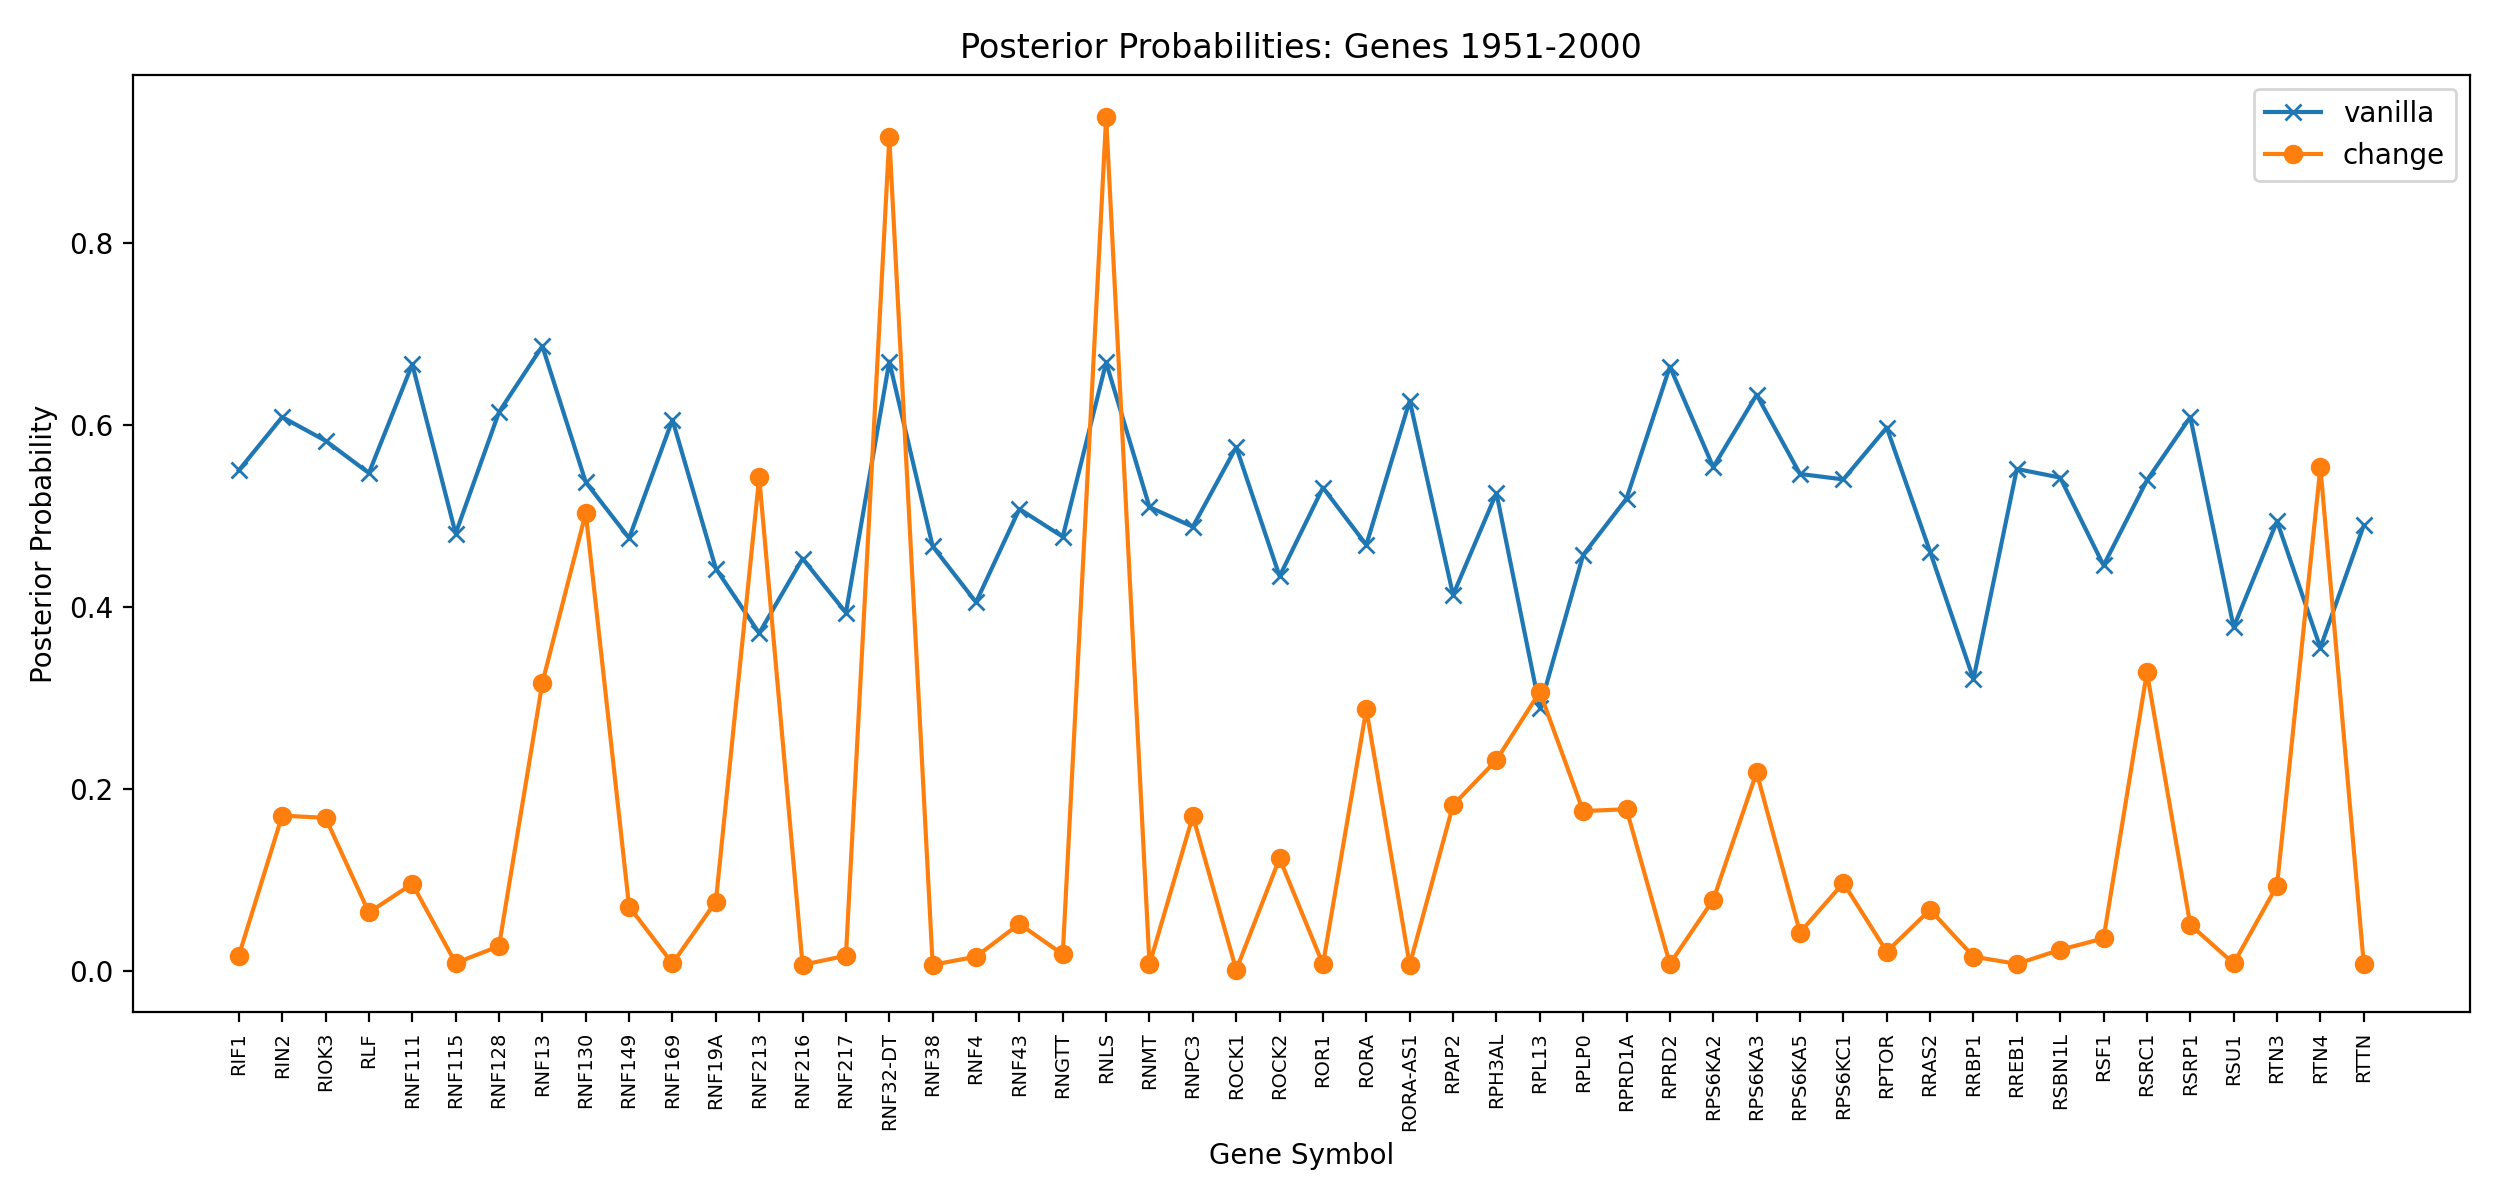 Posterior Probabilities: Genes 1951-2000
vanilla
change
Posterior Probability
0.8
0.6
0.4
0.2
0.0
RIF1
RIN2
RIOK3
RLF
RNF111
RNF115
RNF128
RNF13
RNF130
RNF149
RNF169
RNF19A
RNF213
RNF216
RNF217
RNF32-DT
RNF38
RNF4
RNF43
RNGTT
RNLS
RNMT
RNPC3
ROCK1
ROCK2
ROR1
RORA
RORA-AS1
RPAP2
RPH3AL
RPL13
RPLP0
RPRD1A
RPRD2
RPS6KA2
RPS6KA3
RPS6KA5
RPS6KC1
RPTOR
RRAS2
RRBP1
RREB1
RSBN1L
RSF1
RSRC1
RSRP1
RSU1
RTN3
RTN4
RTTN
Gene Symbol